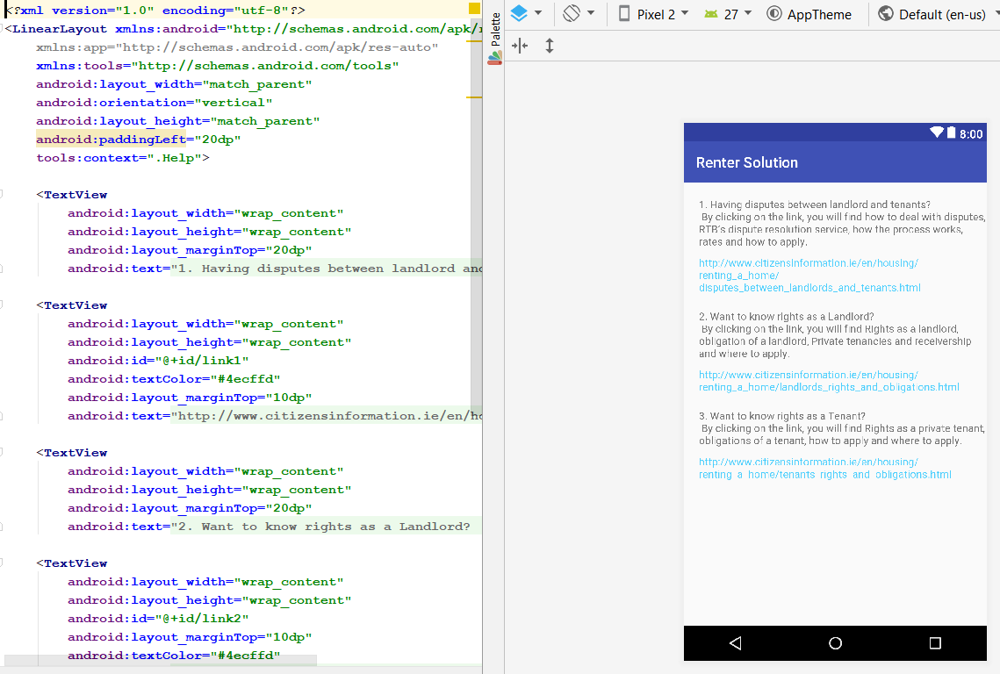 <?xml version="1.0" encoding="utf-8"?>
<LinearLayout xmlns:android="http://schemas.android.com/apk/r
xmlns:app="http://schemas.android.com/apk/res-auto"
xmlns:tools="http://schemas.android.com/tools"
android:layout_width="match_parent"
android:orientation="vertical"
android:layout_height="match_parent"
android:paddingLeft="20dp"
tools:context=".Help">
<TextView
android:layout_width="wrap_content"
android:layout_height="wrap_content"
android:layout_marginTop="20dp"
android:text="1. Having disputes between landlord and
<TextView
android:layout_width="wrap_content"
android:layout_height="wrap_content"
android:id="@+id/link1"
android:textColor="#4ecffd"
android:layout_marginTop="10dp"
android:text="http://www.citizensinformation.ie/en/ho
<TextView
android:layout_width="wrap_content"
android:layout_height="wrap_content"
android:layout_marginTop="20dp"
android:text="2. Want to know rights as a Landlord?
<TextView
android:layout_width="wrap_content"
android:layout_height="wrap_content"
android:id="@+id/link2"
android:layout_marginTop="10dp"
android:textColor="#4ecffd"
Palette
Pixel 2
27
AppTheme
Default (en-us)
8:00
Renter Solution
1. Having disputes between landlord and tenants?
By clicking on the link, you will find how to deal with disputes,
RTB's dispute resolution service, how the process works,
rates and how to apply.
http://www.citizensinformation.ie/en/housing/
renting_a_home/
disputes_between_landlords_and_tenants.html
2. Want to know rights as a Landlord?
By clicking on the link, you will find Rights as a landlord,
obligation of a landlord, Private tenancies and receivership
and where to apply.
http://www.citizensinformation.ie/en/housing/
renting_a_home/landlords_rights_and_obligations.html
3. Want to know rights as a Tenant?
By clicking on the link, you will find Rights as a private tenant,
obligations of a tenant, how to apply and where to apply.
http://www.citizensinformation.ie/en/housing/
renting_a_home/tenants_rights_and_obligations.html